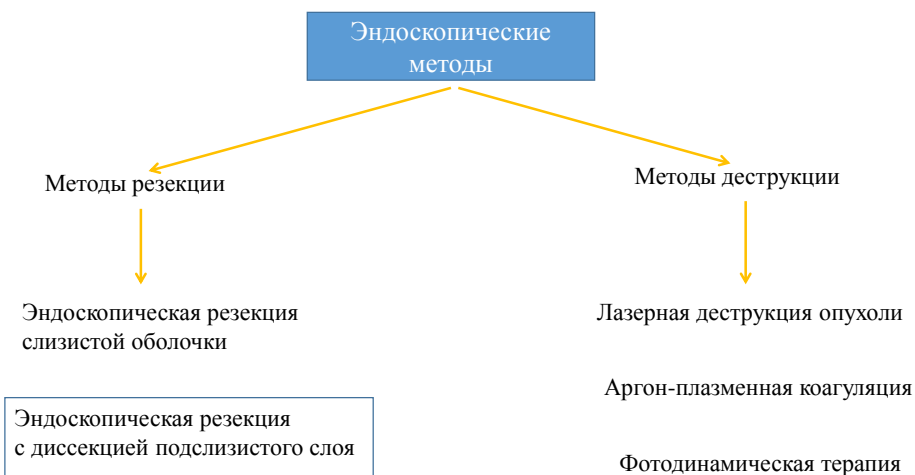 Эндоскопические
методы
Методы резекции
Методы деструкции
Эндоскопическая резекция
слизистой оболочки
Лазерная деструкция опухоли
Аргон-плазменная коагуляция
Эндоскопическая резекция
с диссекцией подслизистого слоя
Фотодинамическая терапия